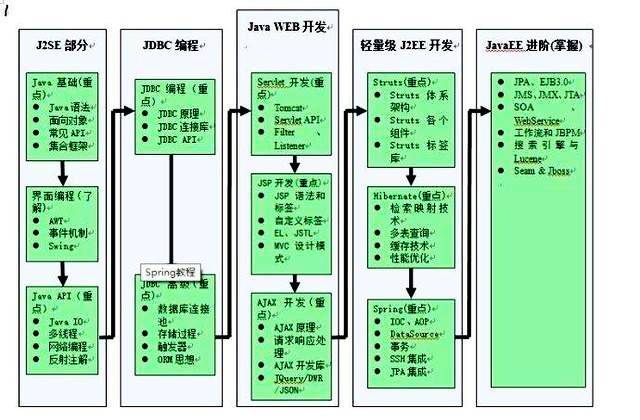 J2SE 部分
Java 基础(重
点)
Java语法
面向对象
常见 API
集合框架
界面编程(了
解)
AWT
事件机制
Swing
Java API(重
点)
Java IO
多线程
网络编程
反射注解
JDBC 编程
JDBC 编程(重
点)
JDBC 原理
JDBC 连接库
JDBC API
Spring教程
JDBC 高级(重
点)
数据库连接
池
存储过程
触发器
ORM 思想
Java WEB 开发
Servlet 开发(重
点)
Tomcat
Servlet API
Filter 、
Listener
JSP 开发(重点)
JSP 语法和
标签
自定义标签
EL、JSTL
MVC 设计模
式
AJAX 开发(重
点)
AJAX 原理
请求响应处
理
AJAX 开发库
JQuery/DWR
/JSON
轻量级 J2EE 开发
Struts(重点)
Struts 体系
架构
Struts 各个
组件
Struts 标签
库
Hibernate(重点)
检索映射技
术
多表查询
缓存技术
性能优化
Spring(重点)
IOC、AOP
DataSource
事务
SSH 集成
JPA 集成
JavaEE 进阶(掌握)
JPA、EJB3.0
JMS、JMX、JTA
SOA 、
WebService
工作流和 JBPM
搜索引擎与
Lucene
Seam & Jboss